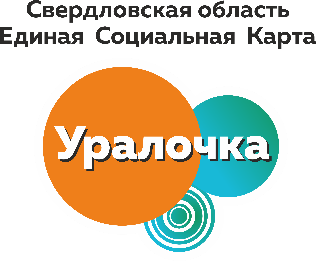 Свердловская область
Единая Социальная Карта
Уралочка